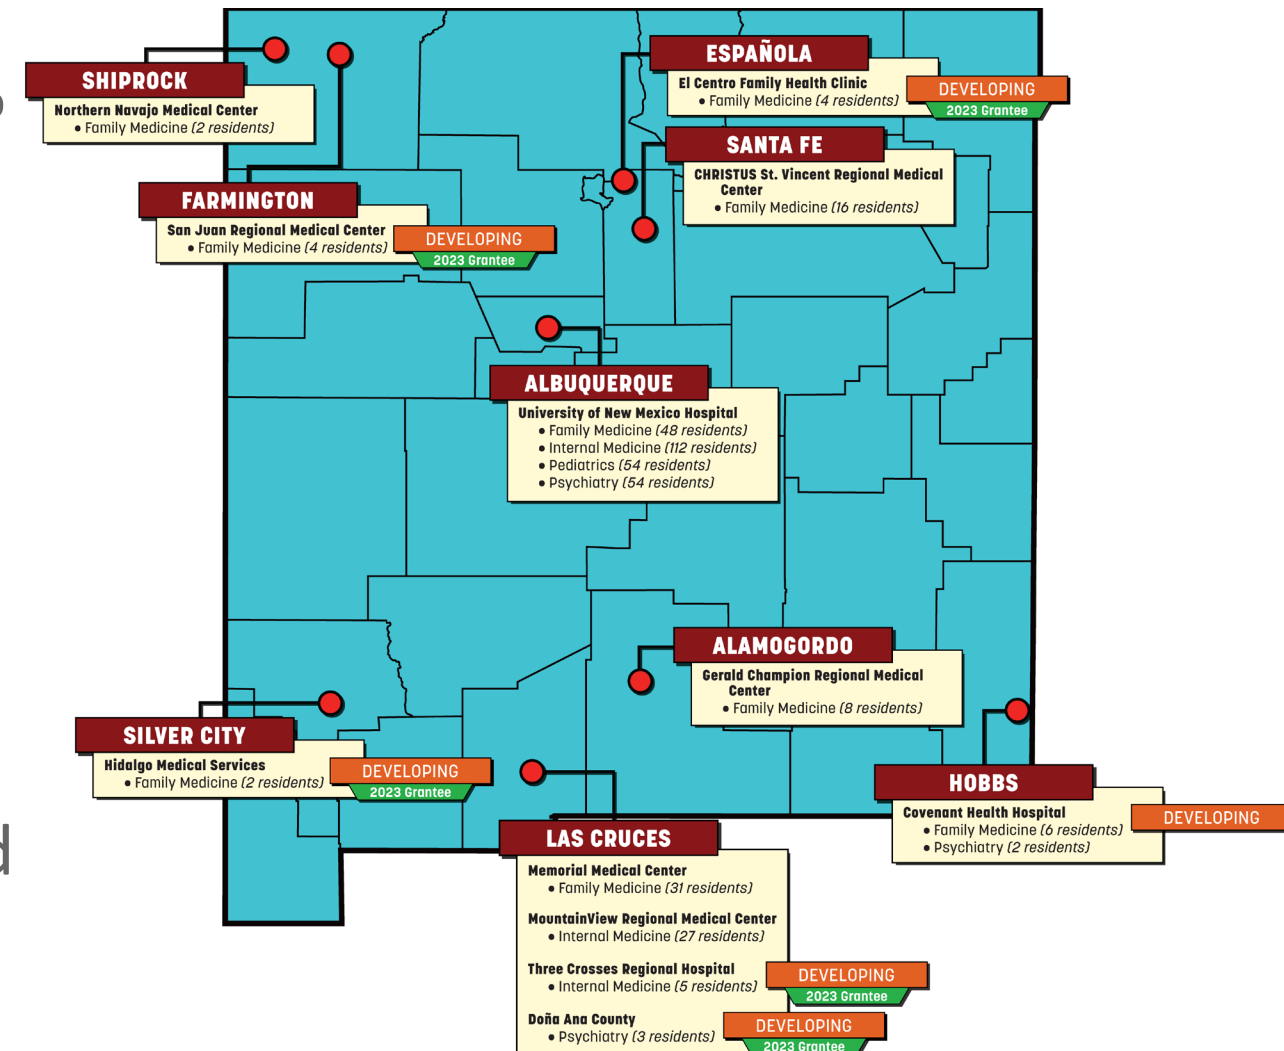 SHIPROCK
Northern Navajo Medical Center
• Family Medicine (2 residents)
FARMINGTON
San Juan Regional Medical Center
• Family Medicine (4 residents)
DEVELOPING
2023 Grantee
ESPAÑOLA
El Centro Family Health Clinic
• Family Medicine (4 residents)
DEVELOPING
2023 Grantee
SANTA FE
CHRISTUS St. Vincent Regional Medical
Center
• Family Medicine (16 residents)
ALBUQUERQUE
University of New Mexico Hospital
• Family Medicine (48 residents)
• Internal Medicine (112 residents)
• Pediatrics (54 residents)
• Psychiatry (54 residents)
ALAMOGORDO
Gerald Champion Regional Medical
Center
• Family Medicine (8 residents)
SILVER CITY
Hidalgo Medical Services
• Family Medicine (2 residents)
DEVELOPING
2023 Grantee
HOBBS
Covenant Health Hospital
• Family Medicine (6 residents)
• Psychiatry (2 residents)
DEVELOPING
LAS CRUCES
Memorial Medical Center
• Family Medicine (31 residents)
MountainView Regional Medical Center
• Internal Medicine (27 residents)
Three Crosses Regional Hospital
• Internal Medicine (5 residents)
DEVELOPING
2023 Grantee
Doña Ana County
• Psychiatry (3 residents)
DEVELOPING
2023 Grantee